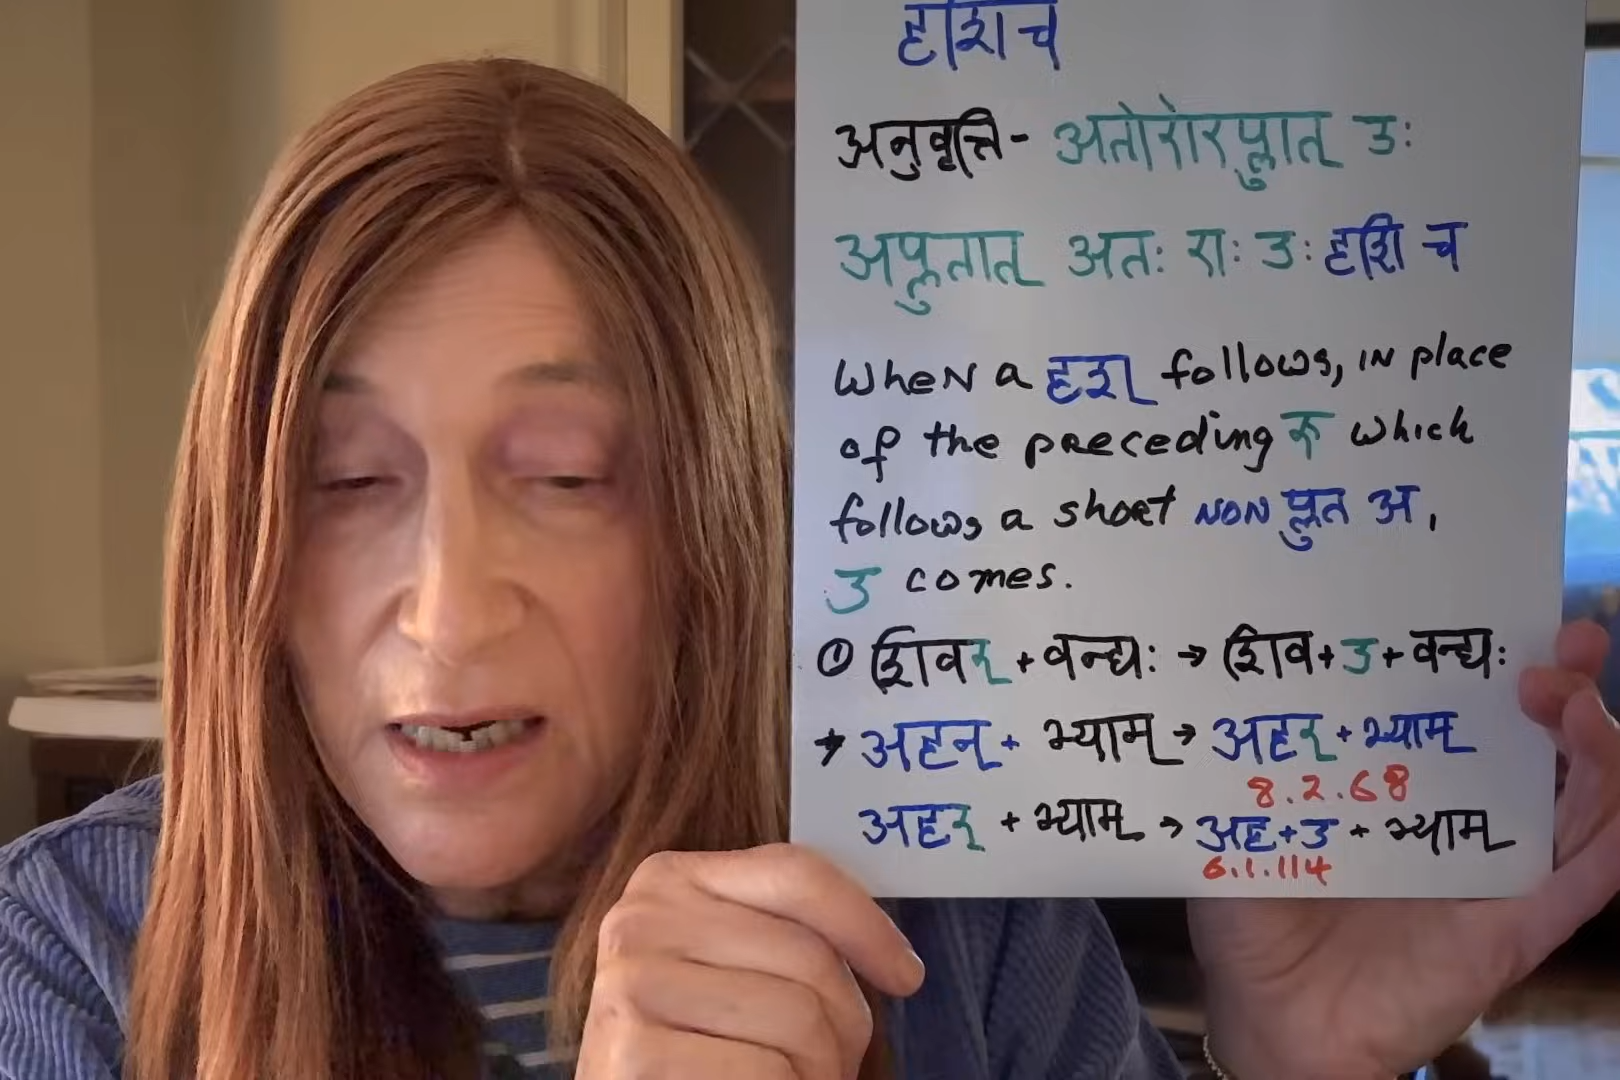 हशि च
अनुवृत्ति - अतोरोरप्लुतात् उः
अप्लुतात् अतः राः उः हशि च
When a हश् follows, in place
of the preceding रु which
follows a short non प्लुत अ,
उ comes.
① शिवर् + वन्द्यः → शिव + उ + वन्द्यः
→ अहन् + भ्याम् → अहर् + भ्याम्
8.2.68
अहर् + भ्याम् → अह + उ + भ्याम्
6.1.114